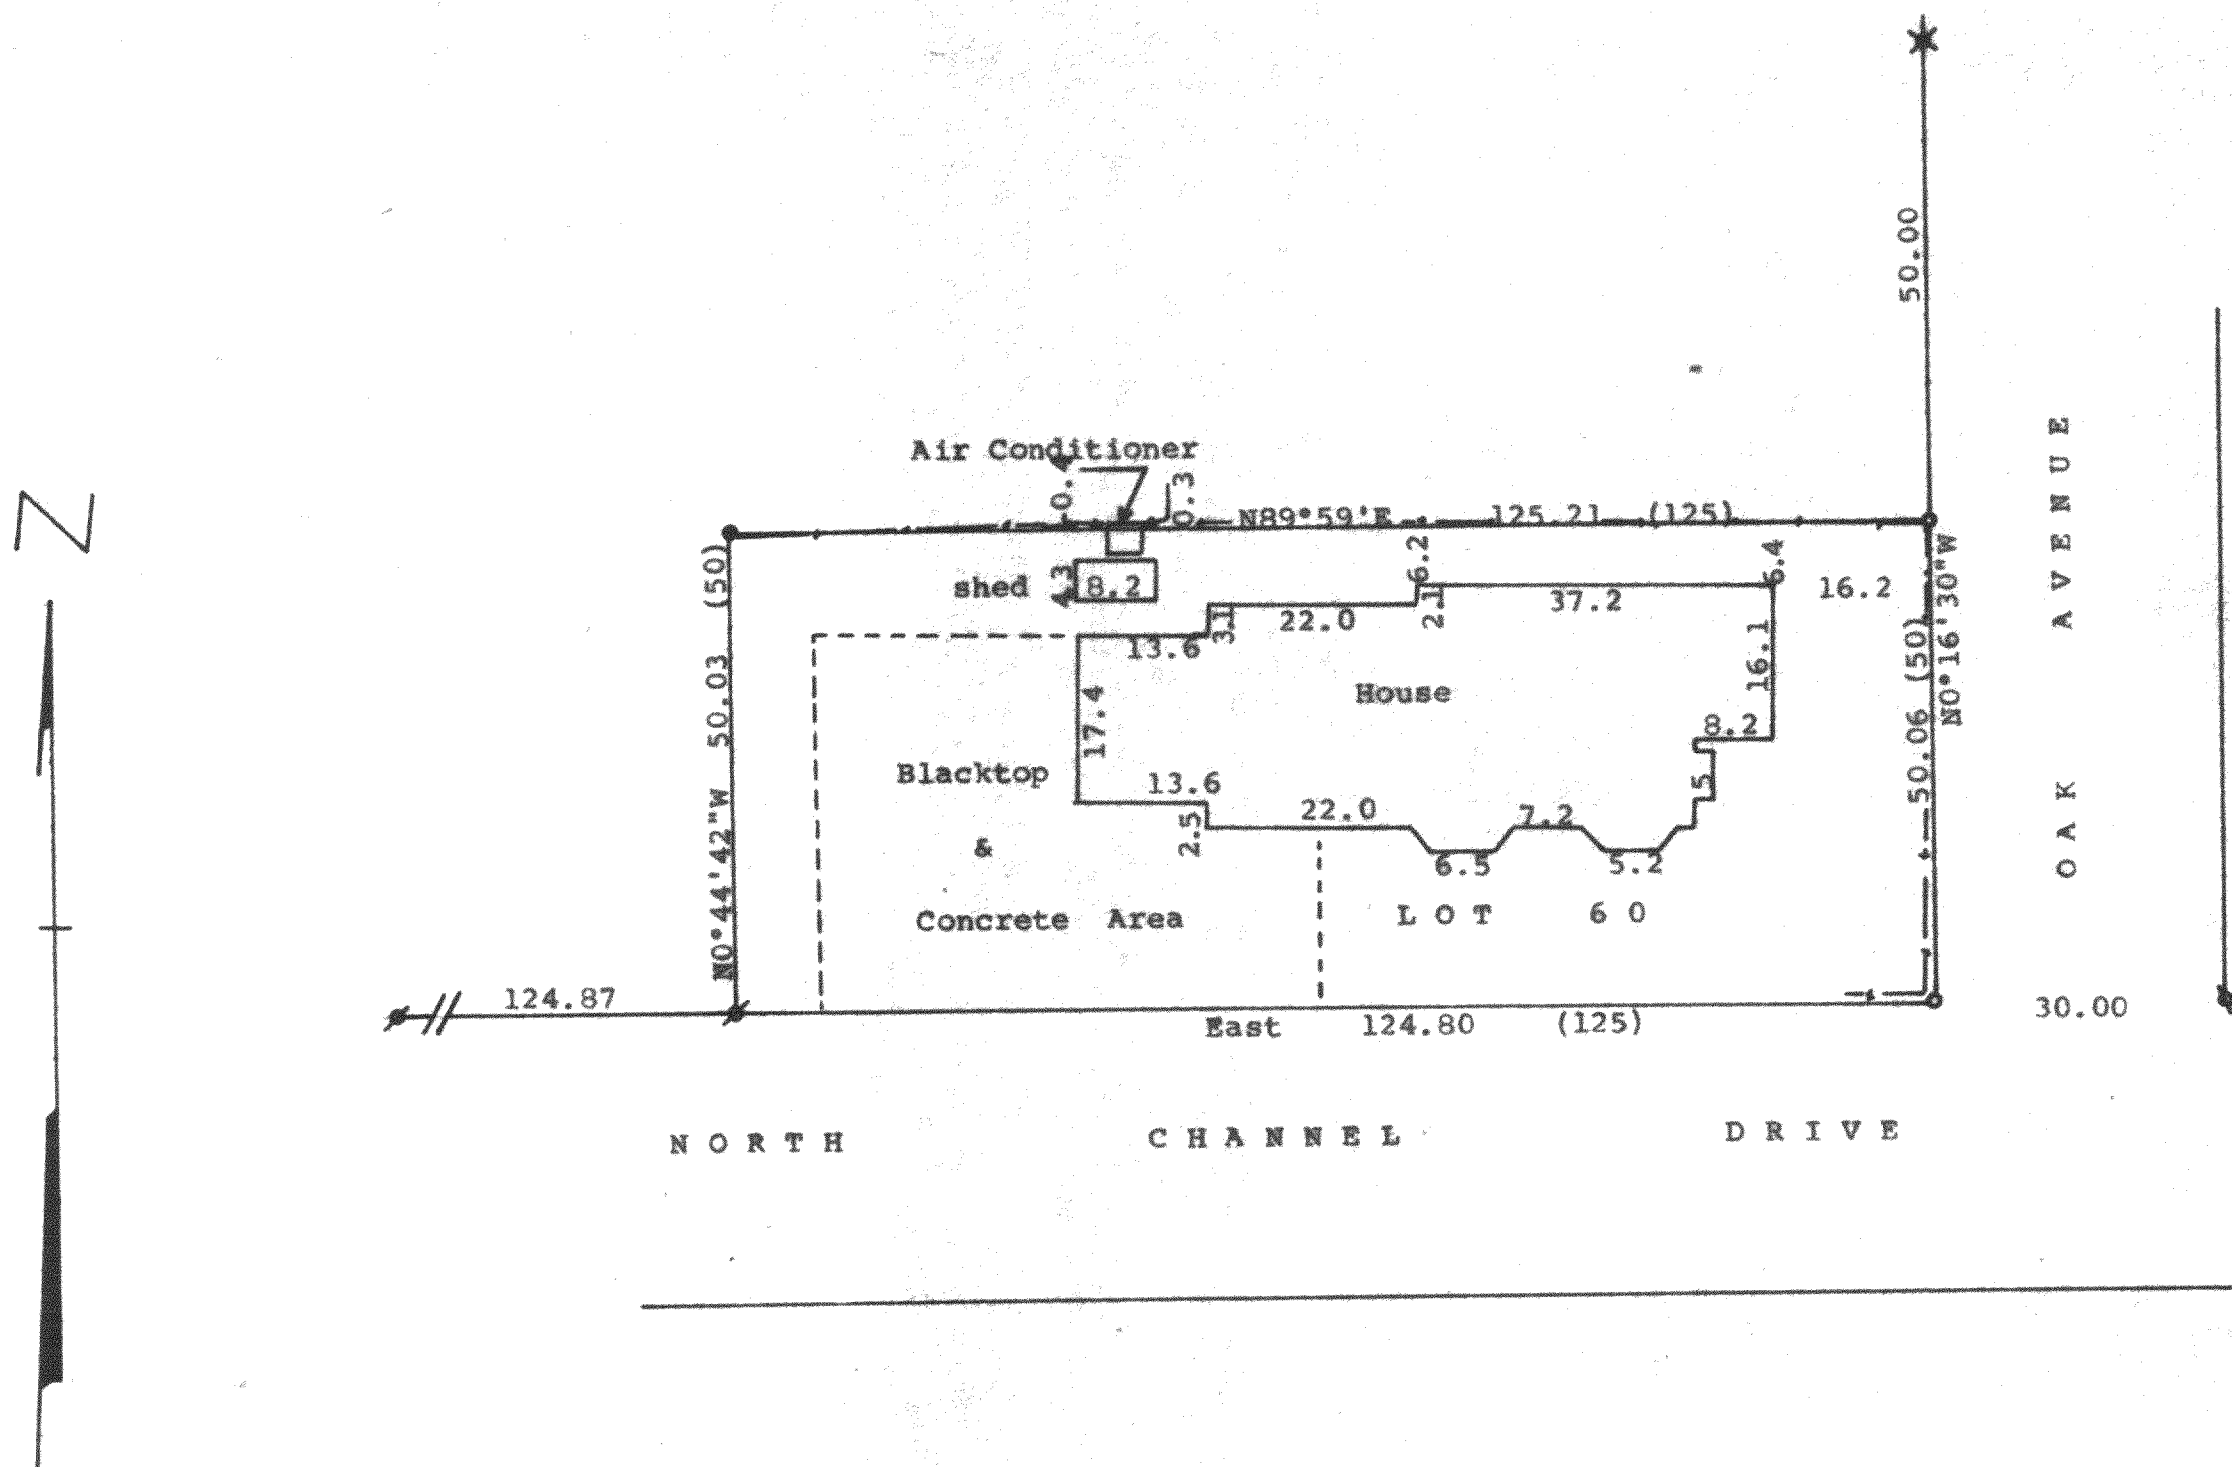 50.00
Air Conditioner
0.4
0.3
N89°59'E 125.21 (125)
N0°44'42"W 50.03 (50)
shed
4.3
8.2
6.2
6.4
16.2
N0°16'30"W
50.06 (50)
3.1
22.0
2.1
37.2
13.6
16.1
17.4
House
8.2
Blacktop
&
Concrete Area
13.6
2.5
22.0
7.2
5
6.5
5.2
LOT 60
OAK AVENUE
124.87
East 124.80 (125)
30.00
NORTH CHANNEL DRIVE
N